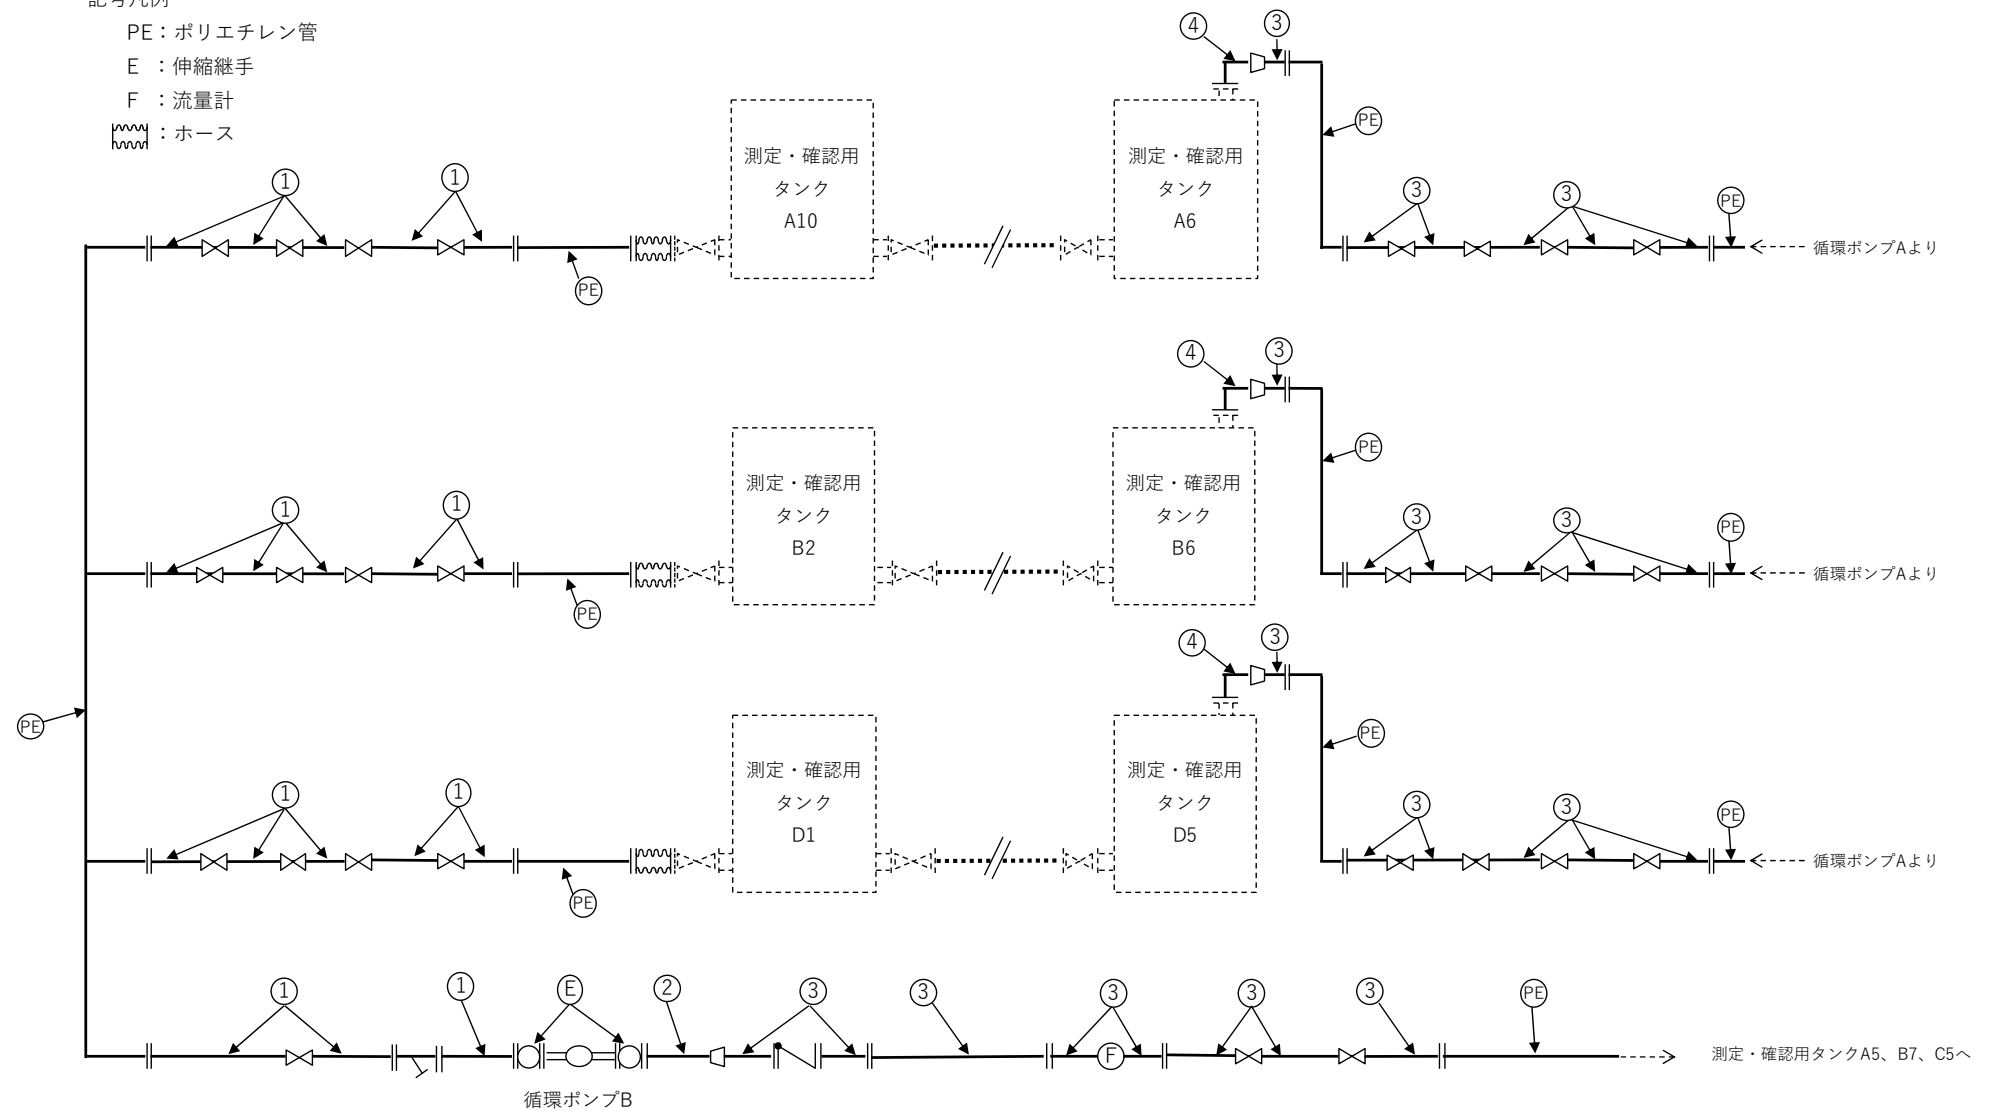 記号凡例
PE：ポリエチレン管
E ：伸縮継手
F ：流量計
：ホース
④ ③
PE
① ①
測定・確認用
タンク
A10
測定・確認用
タンク
A6
③ ③ PE
循環ポンプAより
PE
④ ③
PE
① ①
測定・確認用
タンク
B2
測定・確認用
タンク
B6
③ ③ PE
循環ポンプAより
PE
④ ③
PE
PE
① ①
測定・確認用
タンク
D1
測定・確認用
タンク
D5
③ ③ PE
循環ポンプAより
PE
① ① E ② ③ ③ ③ ③ ③ PE
F
測定・確認用タンクA5、B7、C5へ
循環ポンプB